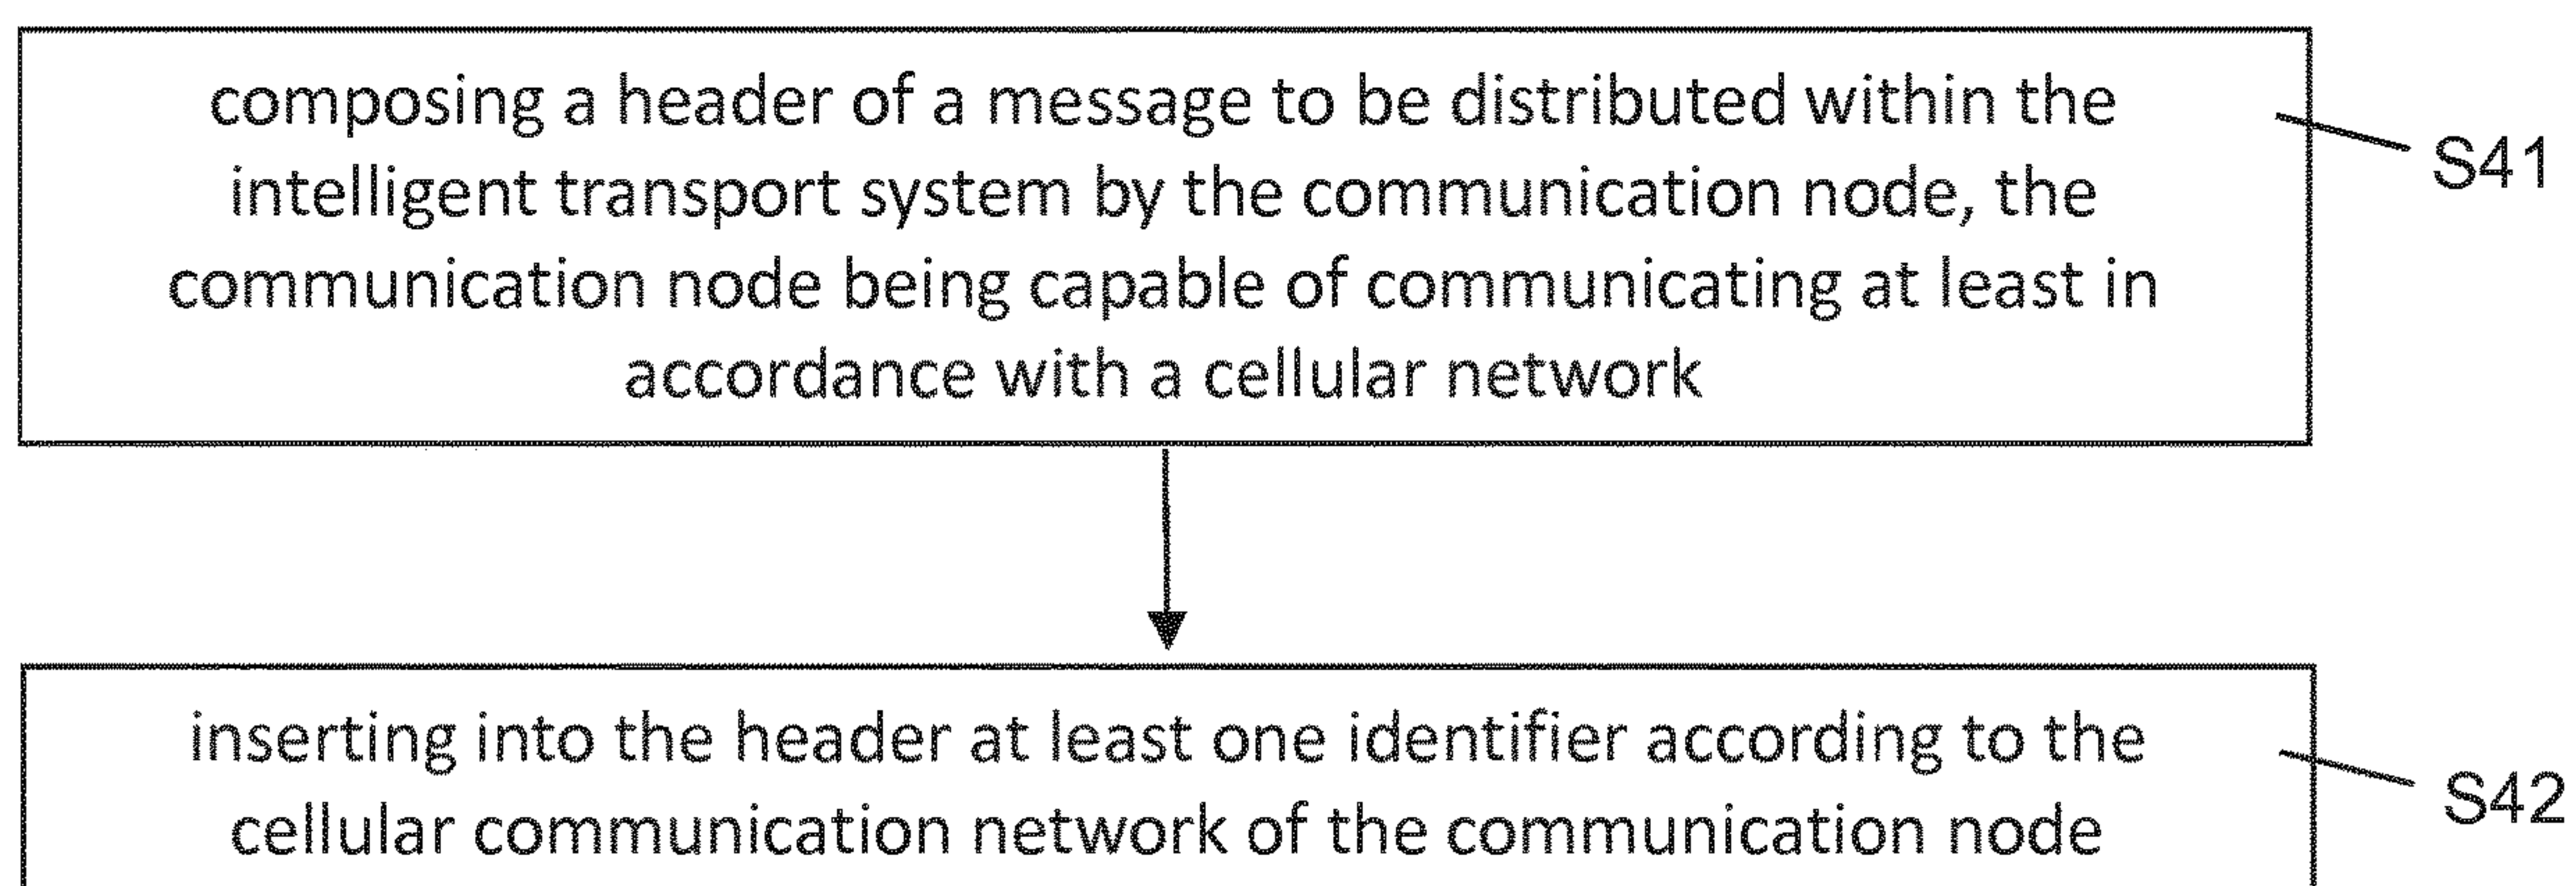 composing a header of a message to be distributed within the
intelligent transport system by the communication node, the
communication node being capable of communicating at least in
accordance with a cellular network
S41
inserting into the header at least one identifier according to the
cellular communication network of the communication node
S42